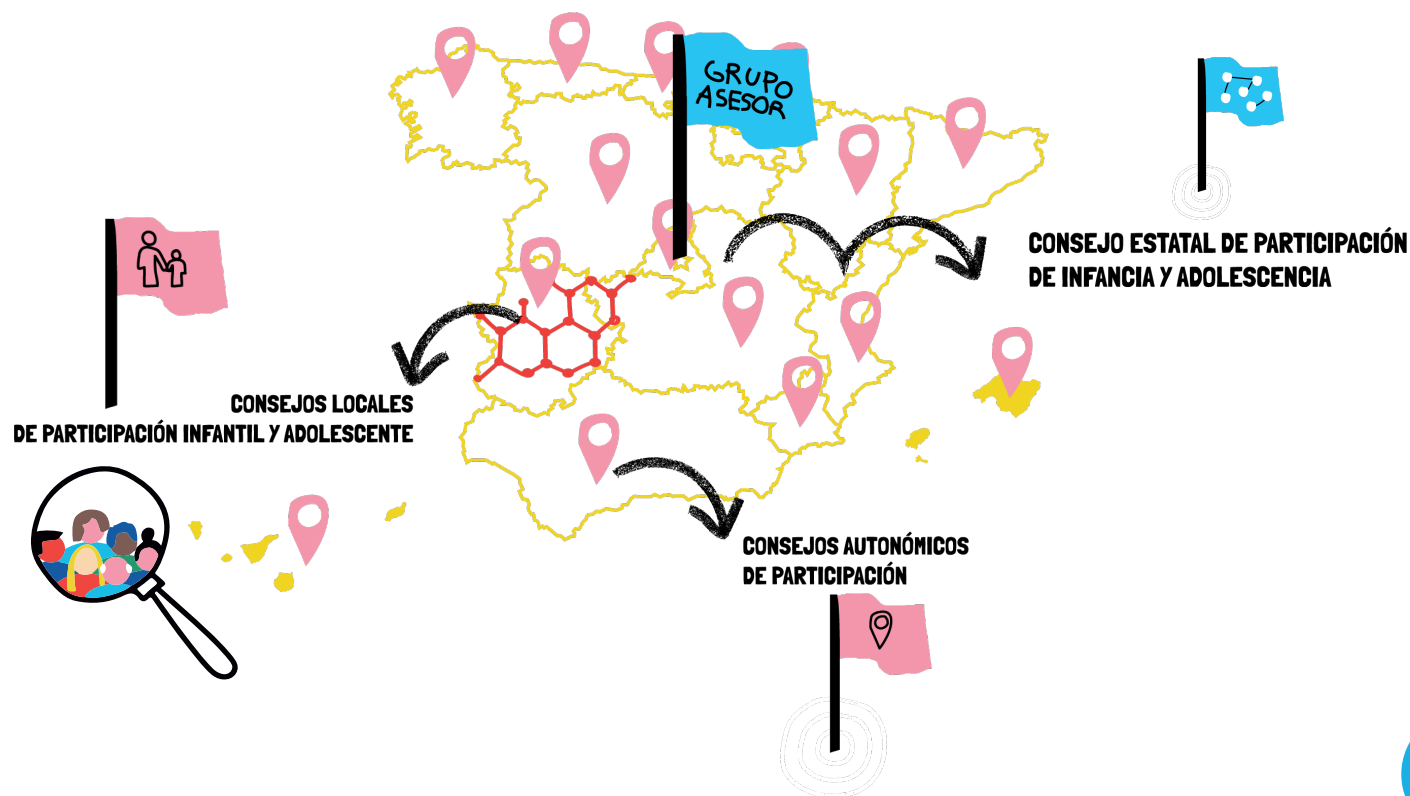 GRUPO
ASESOR
CONSEJO ESTATAL DE PARTICIPACIÓN
DE INFANCIA Y ADOLESCENCIA
CONSEJOS LOCALES
DE PARTICIPACIÓN INFANTIL Y ADOLESCENTE
CONSEJOS AUTONÓMICOS
DE PARTICIPACIÓN